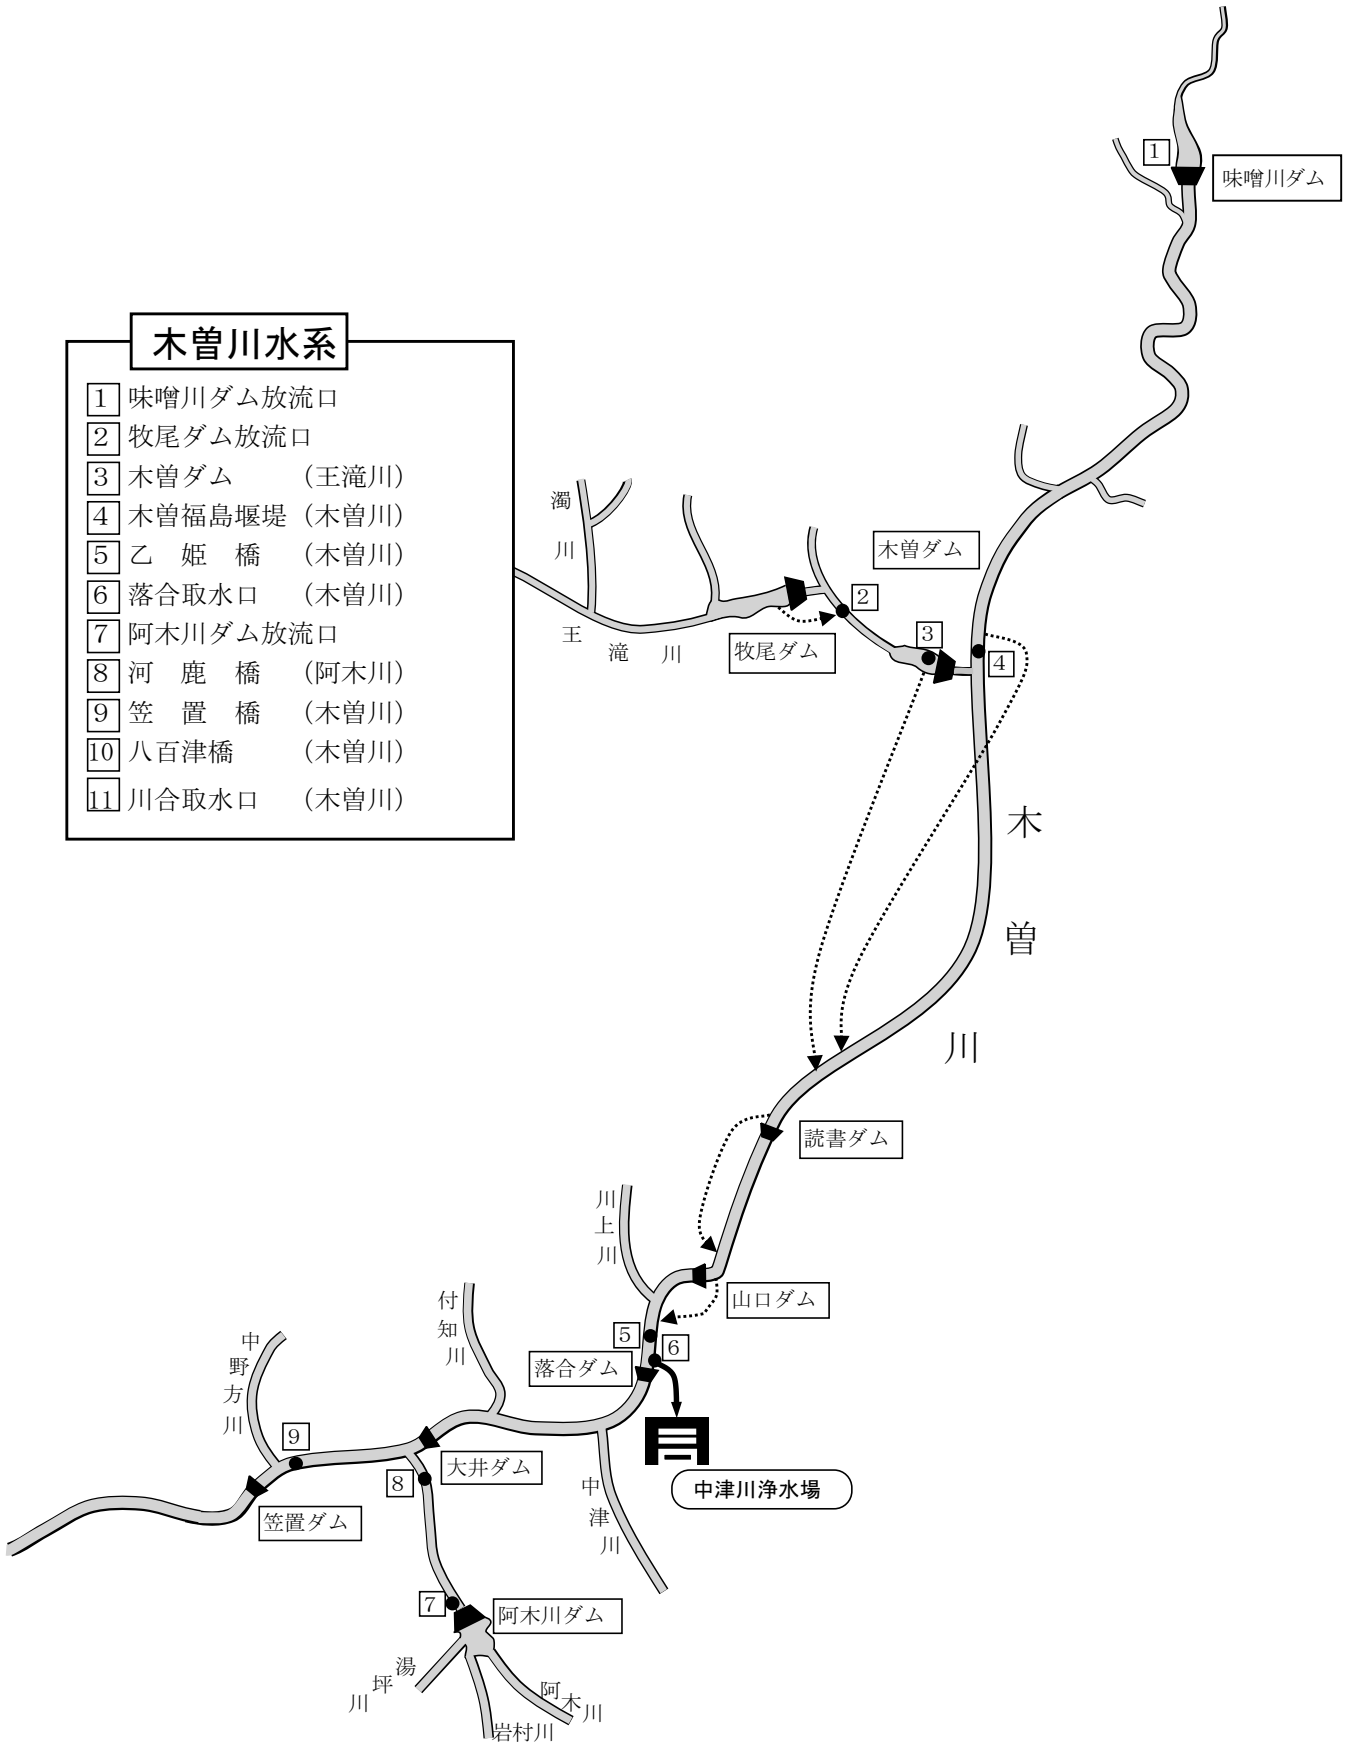 1
味噌川ダム
木曽川水系
1 味噌川ダム放流口
2 牧尾ダム放流口
3 木曽ダム （王滝川）
4 木曽福島堰堤（木曽川）
5 乙 姫 橋 （木曽川）
6 落合取水口 （木曽川）
7 阿木川ダム放流口
8 河 鹿 橋 （阿木川）
9 笠 置 橋 （木曽川）
10 八百津橋 （木曽川）
11 川合取水口 （木曽川）
濁川
王滝川
木曽ダム
2
牧尾ダム
3
4
木曽川
読書ダム
川上川
山口ダム
5
6
落合ダム
付知川
中野方川
9
大井ダム
8
中津川浄水場
中津川
笠置ダム
7
阿木川ダム
湯坪川
阿木川
岩村川